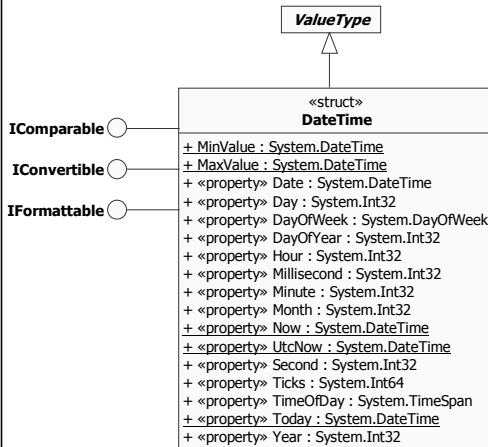 ValueType
«struct»
DateTime
IComparable
IConvertible
IFormattable
+ MinValue : System.DateTime
+ MaxValue : System.DateTime
+ «property» Date : System.DateTime
+ «property» Day : System.Int32
+ «property» DayOfWeek : System.DayOfWeek
+ «property» DayOfYear : System.Int32
+ «property» Hour : System.Int32
+ «property» Millisecond : System.Int32
+ «property» Minute : System.Int32
+ «property» Month : System.Int32
+ «property» Now : System.DateTime
+ «property» UtcNow : System.DateTime
+ «property» Second : System.Int32
+ «property» Ticks : System.Int64
+ «property» TimeOfDay : System.TimeSpan
+ «property» Today : System.DateTime
+ «property» Year : System.Int32